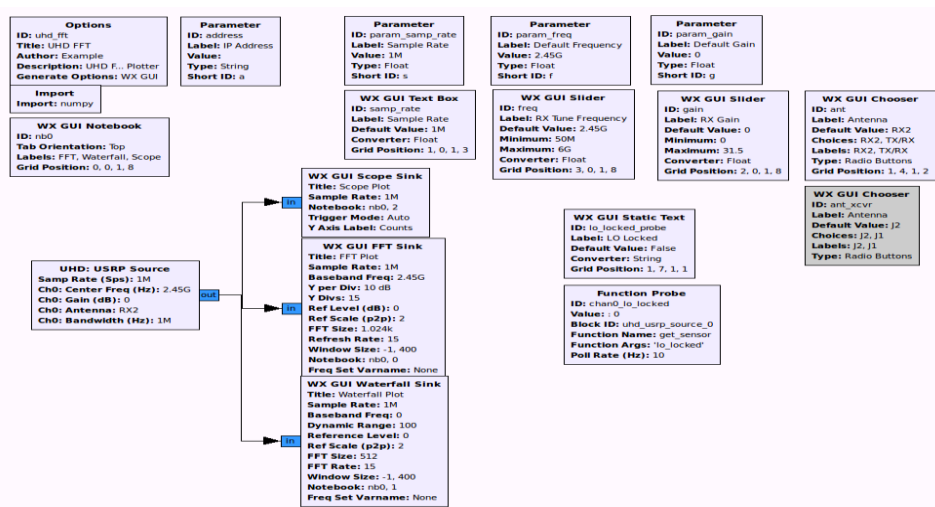 Options
ID: uhd_fft
Title: UHD FFT
Author: Example
Description: UHD F... Plotter
Generate Options: WX GUI
Parameter
ID: address
Label: IP Address
Value:
Type: String
Short ID: a
Parameter
ID: param_samp_rate
Label: Sample Rate
Value: 1M
Type: Float
Short ID: s
Parameter
ID: param_freq
Label: Default Frequency
Value: 2.45G
Type: Float
Short ID: f
Parameter
ID: param_gain
Label: Default Gain
Value: 0
Type: Float
Short ID: g
Import
Import: numpy
WX GUI Notebook
ID: nb0
Tab Orientation: Top
Labels: FFT, Waterfall, Scope
Grid Position: 0, 0, 1, 8
WX GUI Text Box
ID: samp_rate
Label: Sample Rate
Default Value: 1M
Converter: Float
Grid Position: 1, 0, 1, 3
WX GUI Slider
ID: freq
Label: RX Tune Frequency
Default Value: 2.45G
Minimum: 50M
Maximum: 6G
Converter: Float
Grid Position: 3, 0, 1, 8
WX GUI Slider
ID: gain
Label: RX Gain
Default Value: 0
Minimum: 0
Maximum: 31.5
Converter: Float
Grid Position: 2, 0, 1, 8
WX GUI Chooser
ID: ant
Label: Antenna
Default Value: RX2
Choices: RX2, TX/RX
Labels: RX2, TX/RX
Type: Radio Buttons
Grid Position: 1, 4, 1, 2
WX GUI Chooser
ID: ant_xcvr
Label: Antenna
Default Value: J2
Choices: J2, J1
Labels: J2, J1
Type: Radio Buttons
WX GUI Scope Sink
Title: Scope Plot
Sample Rate: 1M
Notebook: nb0, 2
Trigger Mode: Auto
Y Axis Label: Counts
in
WX GUI Static Text
ID: lo_locked_probe
Label: LO Locked
Default Value: False
Converter: String
Grid Position: 1, 7, 1, 1
UHD: USRP Source
Samp Rate (Sps): 1M
Ch0: Center Freq (Hz): 2.45G
Ch0: Gain (dB): 0
Ch0: Antenna: RX2
Ch0: Bandwidth (Hz): 1M
out
WX GUI FFT Sink
Title: FFT Plot
Sample Rate: 1M
Baseband Freq: 2.45G
Y per Div: 10 dB
Y Divs: 15
Ref Level (dB): 0
Ref Scale (p2p): 2
FFT Size: 1.024k
Refresh Rate: 15
Window Size: -1, 400
Notebook: nb0, 0
Freq Set Varname: None
in
Function Probe
ID: chan0_lo_locked
Value: : 0
Block ID: uhd_usrp_source_0
Function Name: get_sensor
Function Args: 'lo_locked'
Poll Rate (Hz): 10
WX GUI Waterfall Sink
Title: Waterfall Plot
Sample Rate: 1M
Baseband Freq: 0
Dynamic Range: 100
Reference Level: 0
Ref Scale (p2p): 2
FFT Size: 512
FFT Rate: 15
Window Size: -1, 400
Notebook: nb0, 1
Freq Set Varname: None
in